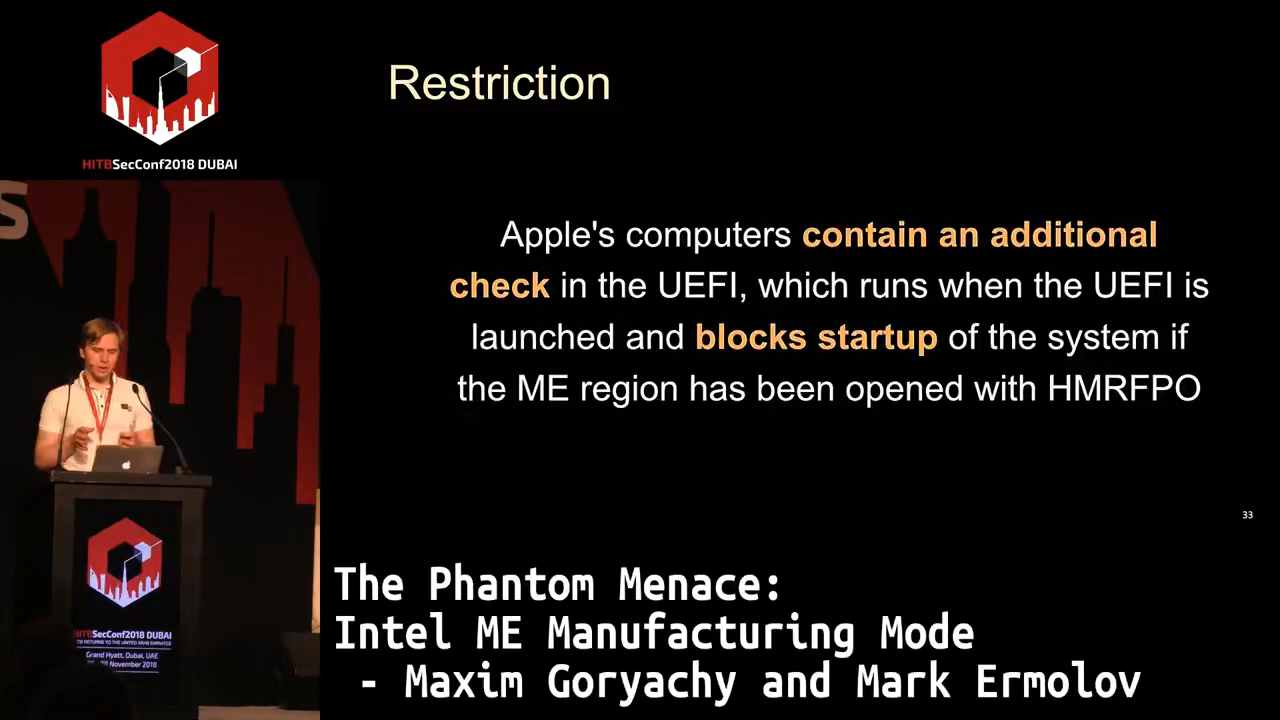 HITBSecConf2018 DUBAI
S
Restriction
Apple's computers contain an additional
check in the UEFI, which runs when the UEFI is
launched and blocks startup of the system if
the ME region has been opened with HMRFPO
33
HITBSecConf2018 DUBAI
Grand Hyatt, Dubai, UAE
November 2018
The Phantom Menace:
Intel ME Manufacturing Mode
- Maxim Goryachy and Mark Ermolov